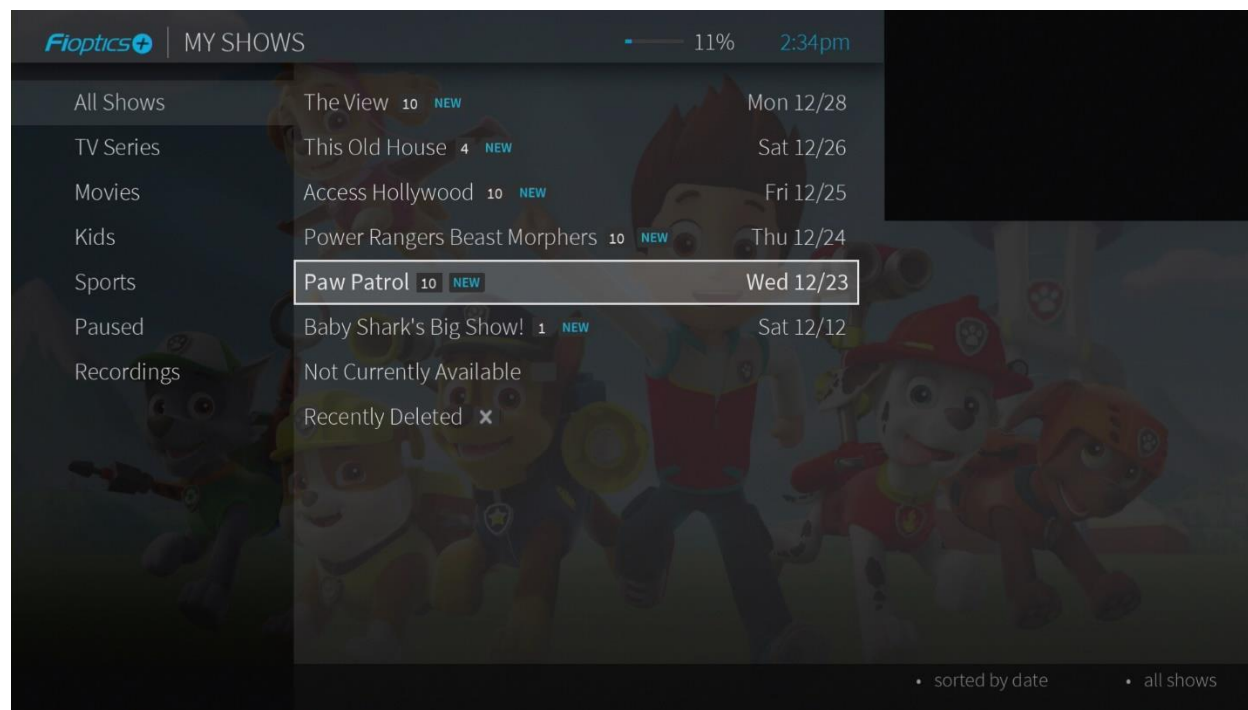 Fioptics+ | MY SHOWS 11% 2:34pm
All Shows
TV Series
Movies
Kids
Sports
Paused
Recordings
The View 10 NEW Mon 12/28
This Old House 4 NEW Sat 12/26
Access Hollywood 10 NEW Fri 12/25
Power Rangers Beast Morphers 10 NEW Thu 12/24
Paw Patrol 10 NEW Wed 12/23
Baby Shark's Big Show! 1 NEW Sat 12/12
Not Currently Available
Recently Deleted
• sorted by date • all shows